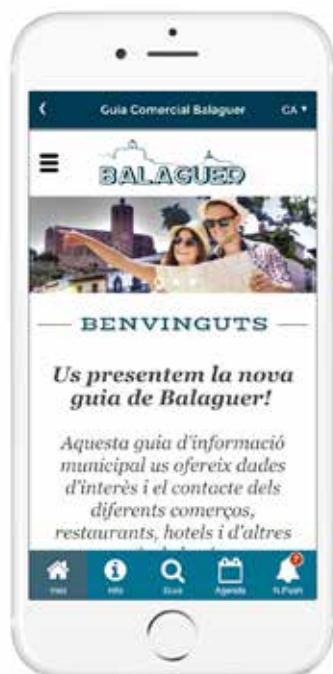 Guia Comercial Balaguer CA
BALAGUER
BENVINGUTS
Us presentem la nova
guia de Balaguer!
Aquesta guia d'informació
municipal us ofereix dades
d'interès i el contacte dels
diferents comerços,
restaurants, hotels i d'altres
Inici Info Guia Agenda N.Push